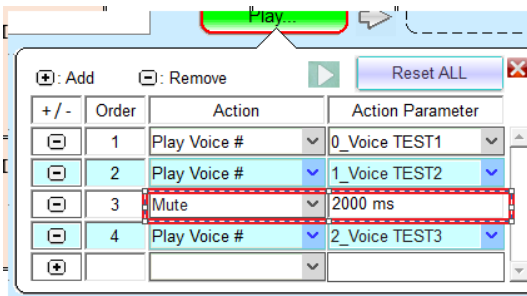 Play...
+: Add -: Remove Reset ALL
+ / - Order Action Action Parameter
- 1 Play Voice # 0_Voice TEST1
- 2 Play Voice # 1_Voice TEST2
- 3 Mute 2000 ms
- 4 Play Voice # 2_Voice TEST3
+